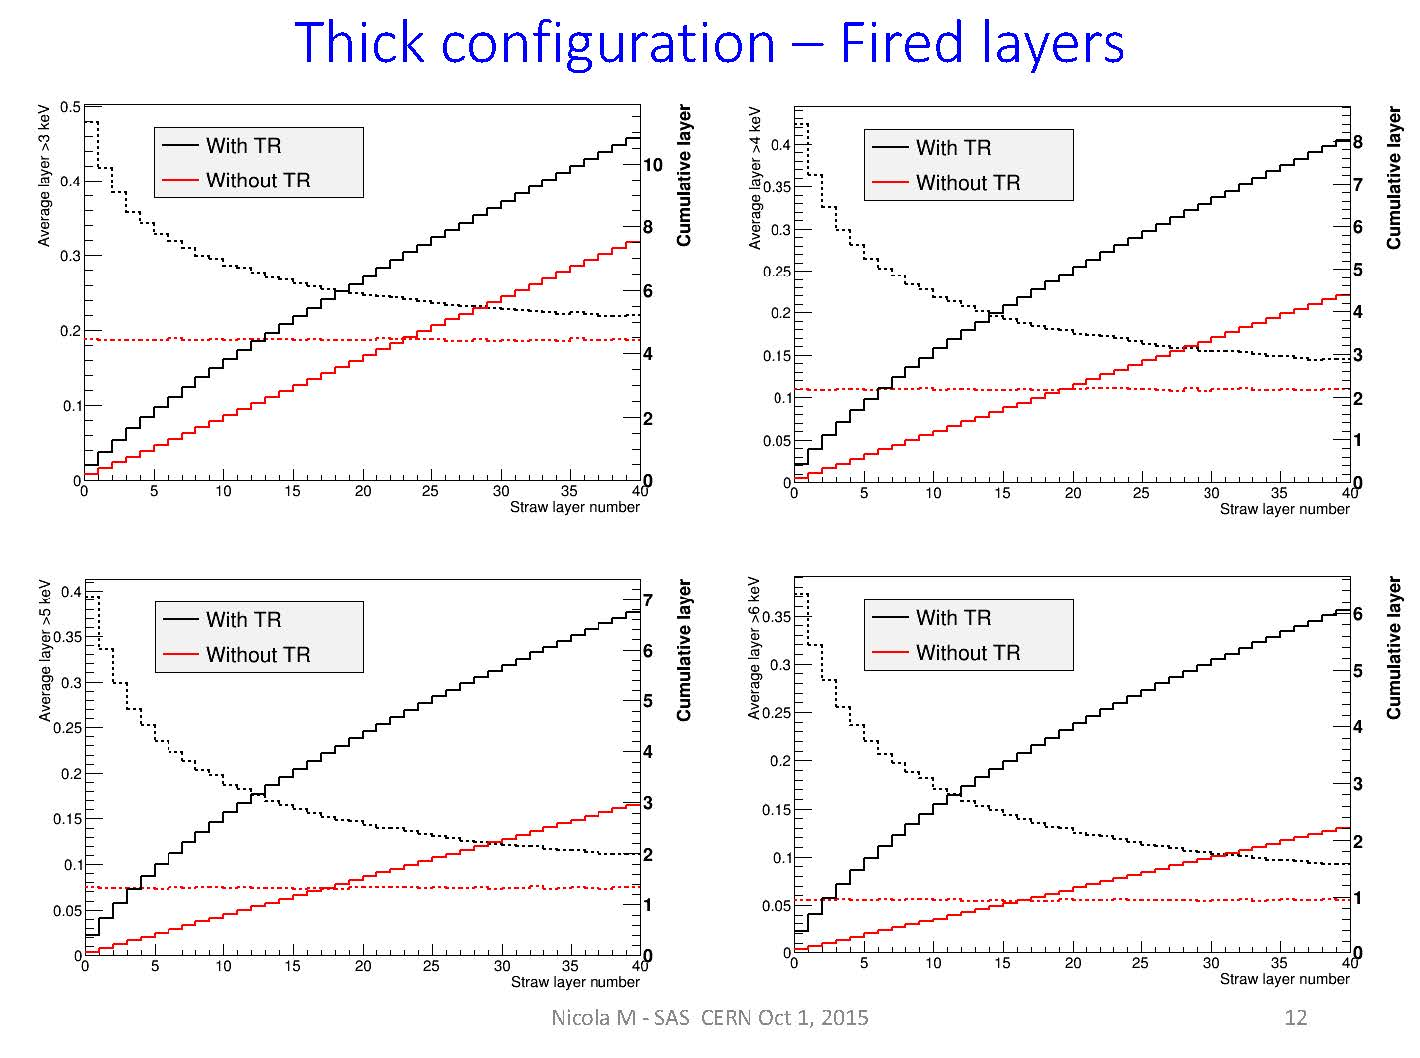 Thick configuration – Fired layers
Average layer >3 keV
0.5
0.4
0.3
0.2
0.1
0
With TR
Without TR
10
8
6
4
2
0
Cumulative layer
0 5 10 15 20 25 30 35 40
Straw layer number
Average layer >4 keV
0.4
0.35
0.3
0.25
0.2
0.15
0.1
0.05
0
With TR
Without TR
8
7
6
5
4
3
2
1
0
Cumulative layer
0 5 10 15 20 25 30 35 40
Straw layer number
Average layer >5 keV
0.4
0.35
0.3
0.25
0.2
0.15
0.1
0.05
0
With TR
Without TR
7
6
5
4
3
2
1
0
Cumulative layer
0 5 10 15 20 25 30 35 40
Straw layer number
Average layer >6 keV
0.35
0.3
0.25
0.2
0.15
0.1
0.05
0
With TR
Without TR
6
5
4
3
2
1
0
Cumulative layer
0 5 10 15 20 25 30 35 40
Straw layer number
Nicola M - SAS CERN Oct 1, 2015
12